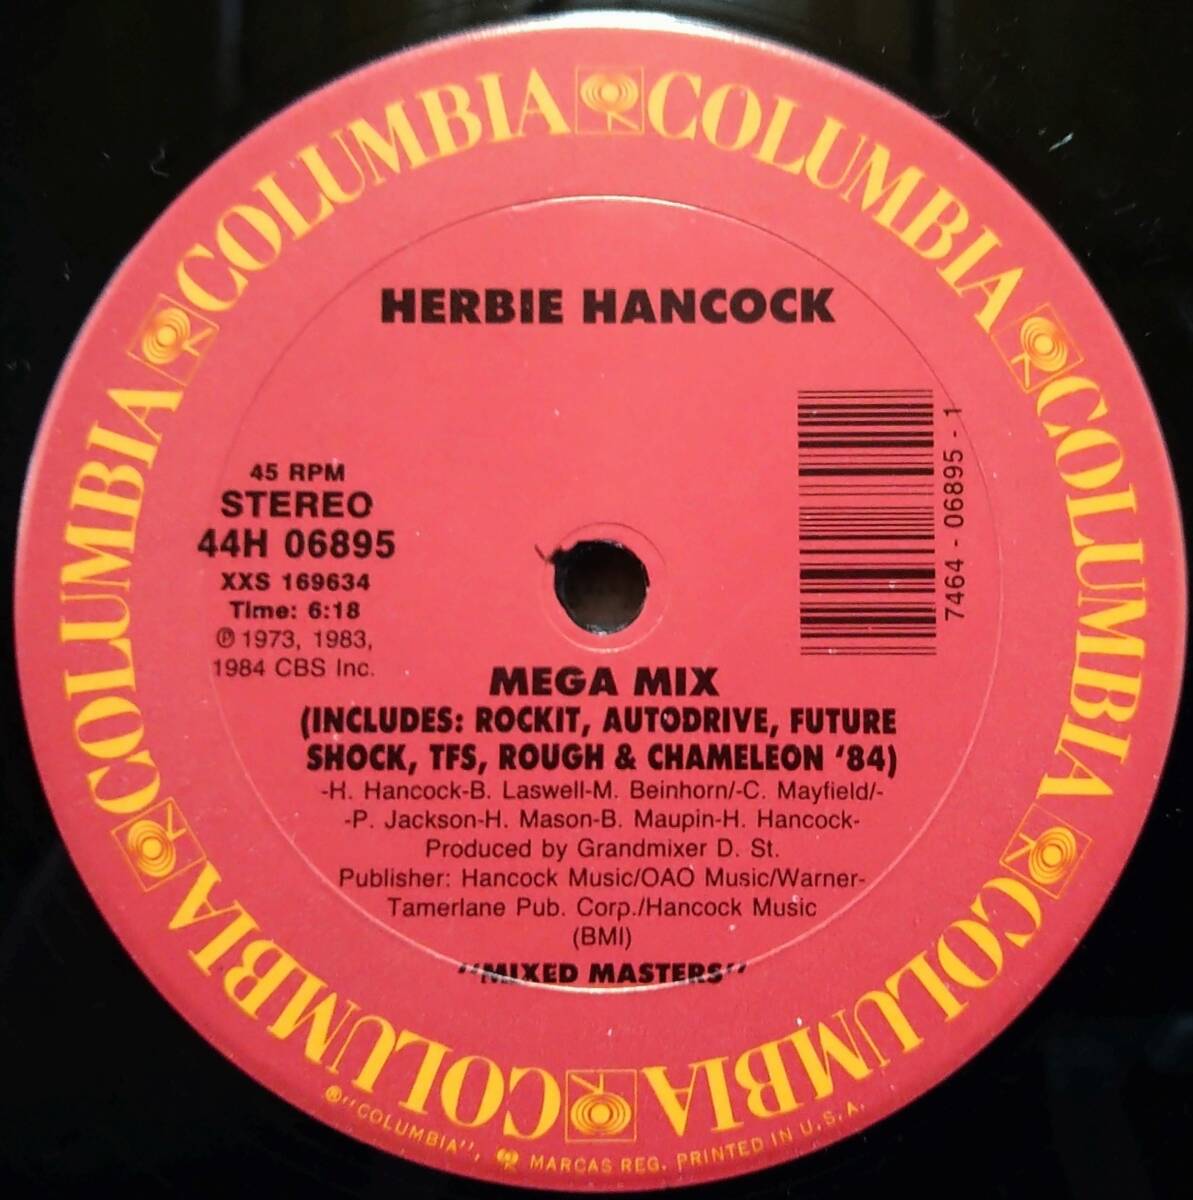 COLUMBIA COLUMBIA COLUMBIA COLUMBIA COLUMBIA COLUMBIA COLUMBIA COLUMBIA
HERBIE HANCOCK
45 RPM
STEREO
44H 06895
XXS 169634
Time: 6:18
Ⓟ 1973, 1983,
1984 CBS Inc.
7464 - 06895 - 1
MEGA MIX
(INCLUDES: ROCKIT, AUTODRIVE, FUTURE
SHOCK, TFS, ROUGH & CHAMELEON '84)
-H. Hancock-B. Laswell-M. Beinhorn/-C. Mayfield/-
-P. Jackson-H. Mason-B. Maupin-H. Hancock-
Produced by Grandmixer D. St.
Publisher: Hancock Music/OAO Music/Warner-
Tamerlane Pub. Corp./Hancock Music
(BMI)
"MIXED MASTERS"
®"COLUMBIA", MARCAS REG. PRINTED IN U.S.A.